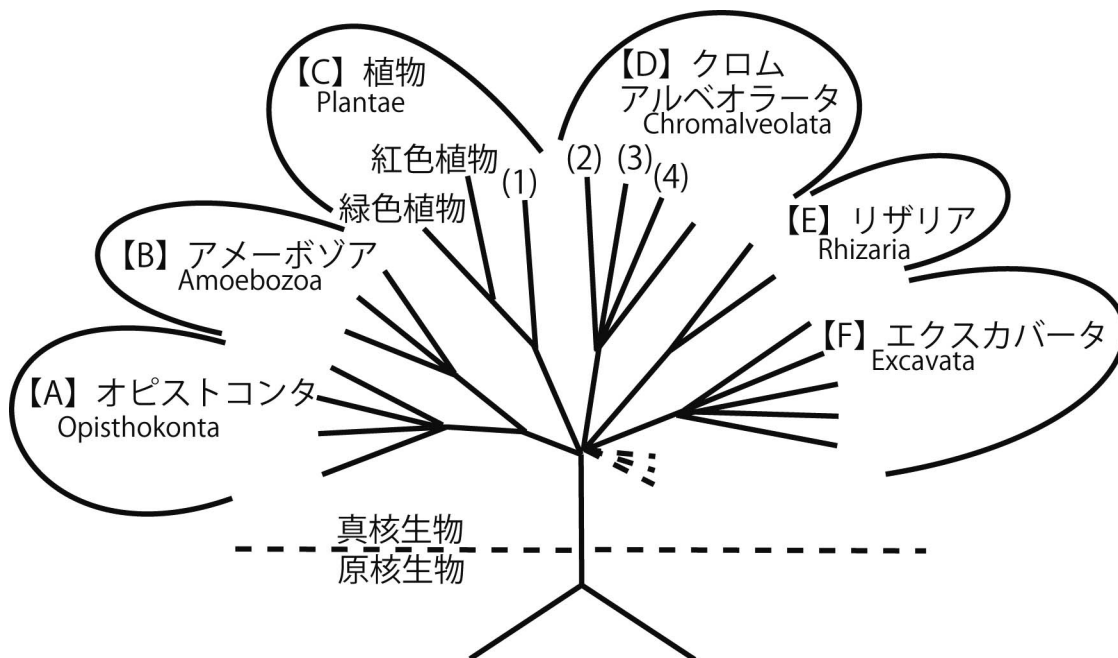 【C】植物
Plantae
【D】クロム
アルベオラータ
Chromalveolata
紅色植物
(1)
(2)
(3)
(4)
緑色植物
【E】リザリア
Rhizaria
【B】アメーボゾア
Amoebozoa
【F】エクスカバータ
Excavata
【A】オピストコンタ
Opisthokonta
真核生物
原核生物